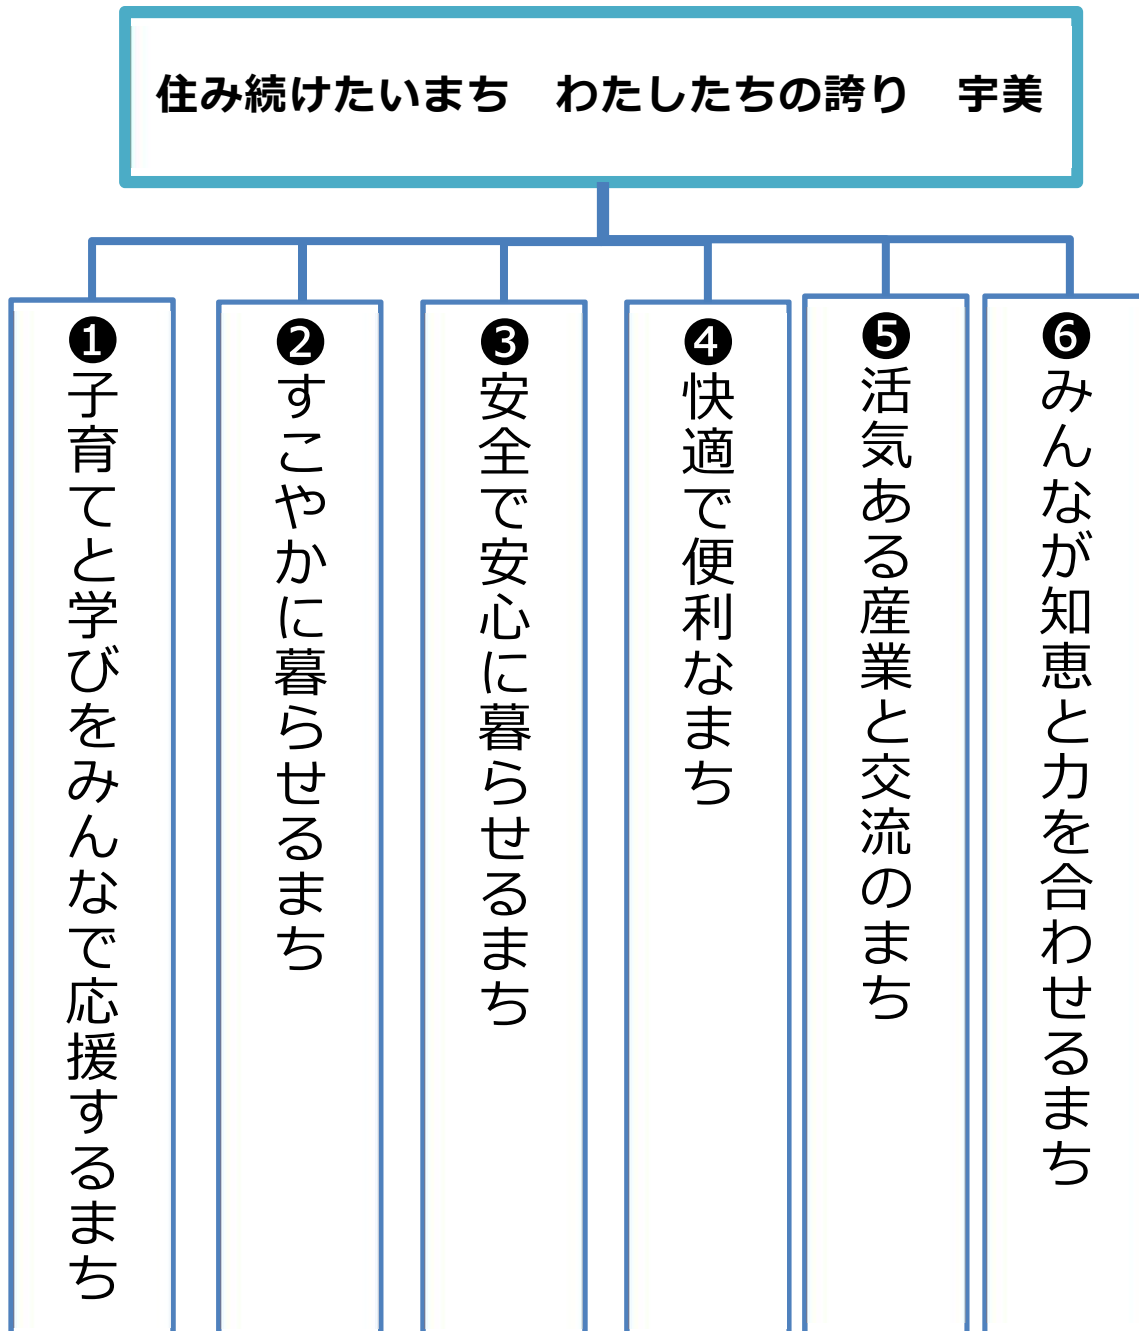 住み続けたいまち　わたしたちの誇り　宇美
❶子育てと学びをみんなで応援するまち
❷すこやかに暮らせるまち
❸安全で安心に暮らせるまち
❹快適で便利なまち
❺活気ある産業と交流のまち
❻みんなが知恵と力を合わせるまち